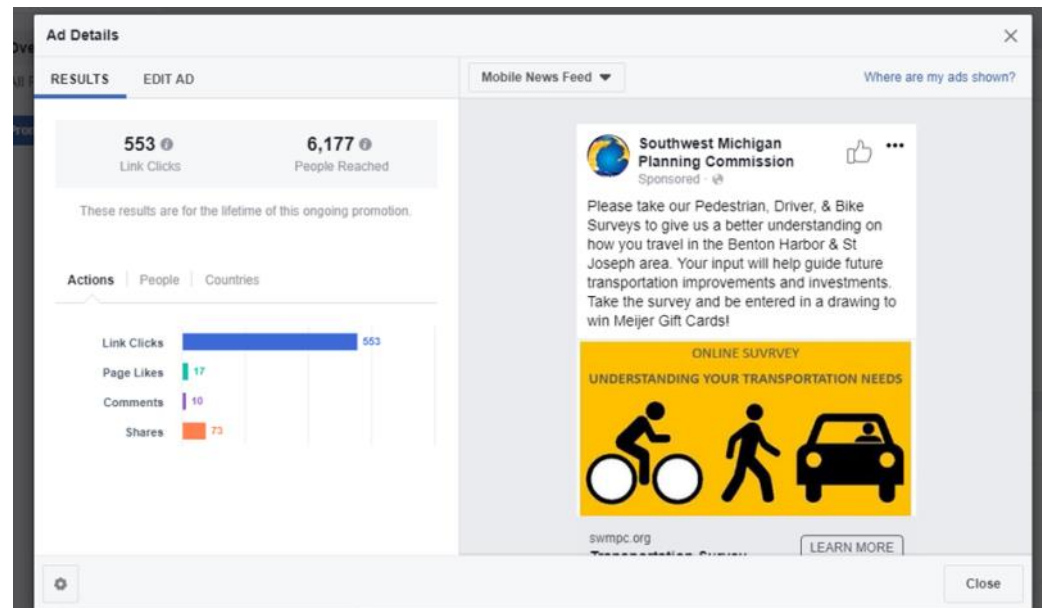 Ad Details
RESULTS EDIT AD
Mobile News Feed
Where are my ads shown?
553
Link Clicks
6,177
People Reached
These results are for the lifetime of this ongoing promotion.
Actions People Countries
Link Clicks 553
Page Likes 17
Comments 10
Shares 73
Southwest Michigan
Planning Commission
Sponsored ·
Please take our Pedestrian, Driver, & Bike
Surveys to give us a better understanding on
how you travel in the Benton Harbor & St
Joseph area. Your input will help guide future
transportation improvements and investments.
Take the survey and be entered in a drawing to
win Meijer Gift Cards!
ONLINE SUVRVEY
UNDERSTANDING YOUR TRANSPORTATION NEEDS
swmpc.org
Transportation Survey
LEARN MORE
Close